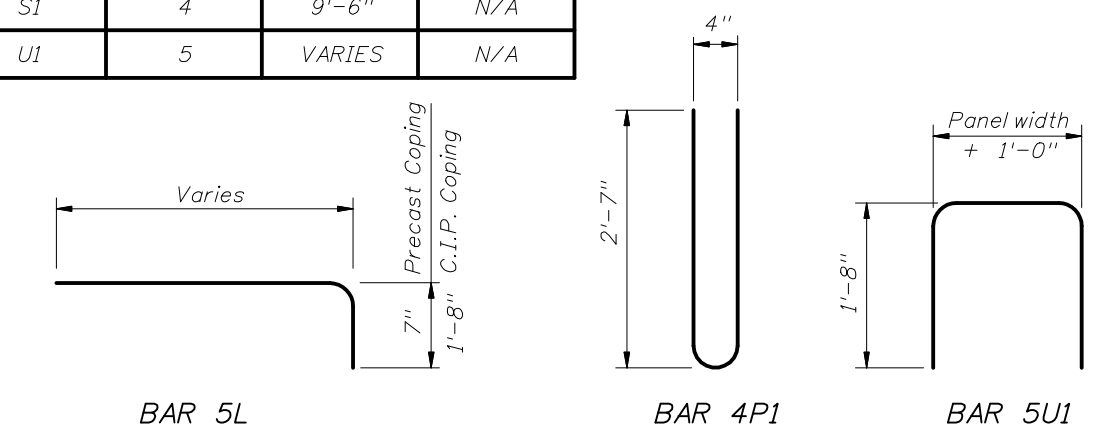 S1 4 9'-6" N/A
U1 5 VARIES N/A
4"
Panel width
+ 1'-0"
Varies
Precast Coping
C.I.P. Coping
7"
1'-8"
2'-7"
1'-8"
BAR 5L
BAR 4P1
BAR 5U1